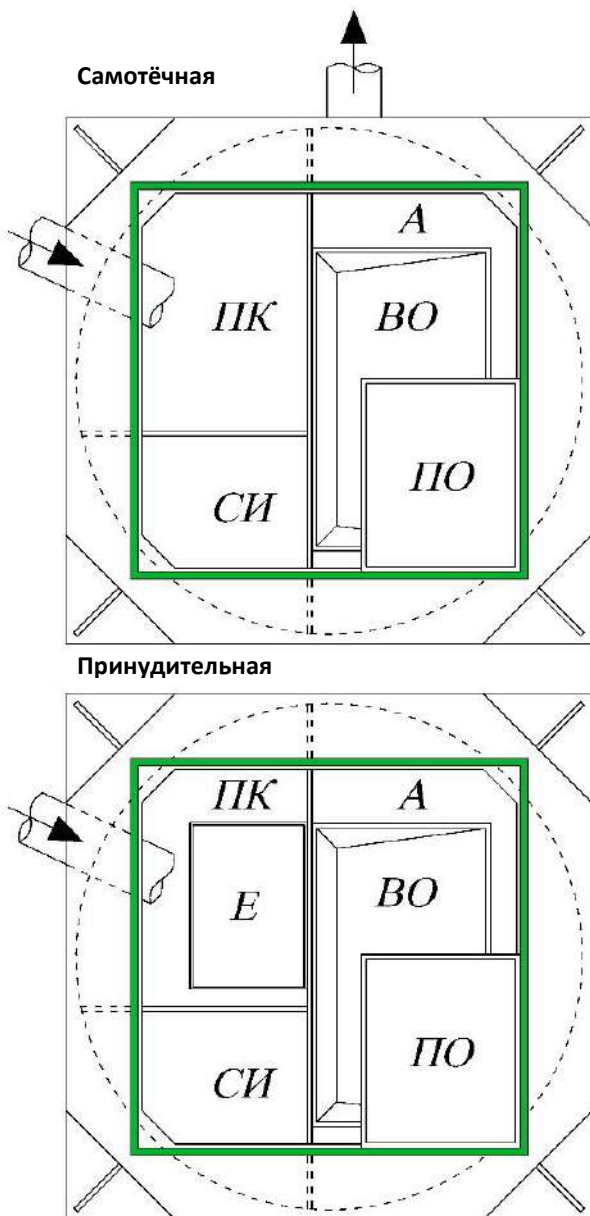 Самотёчная
А
ПК
ВО
ПО
СИ
Принудительная
ПК
А
Е
ВО
ПО
СИ